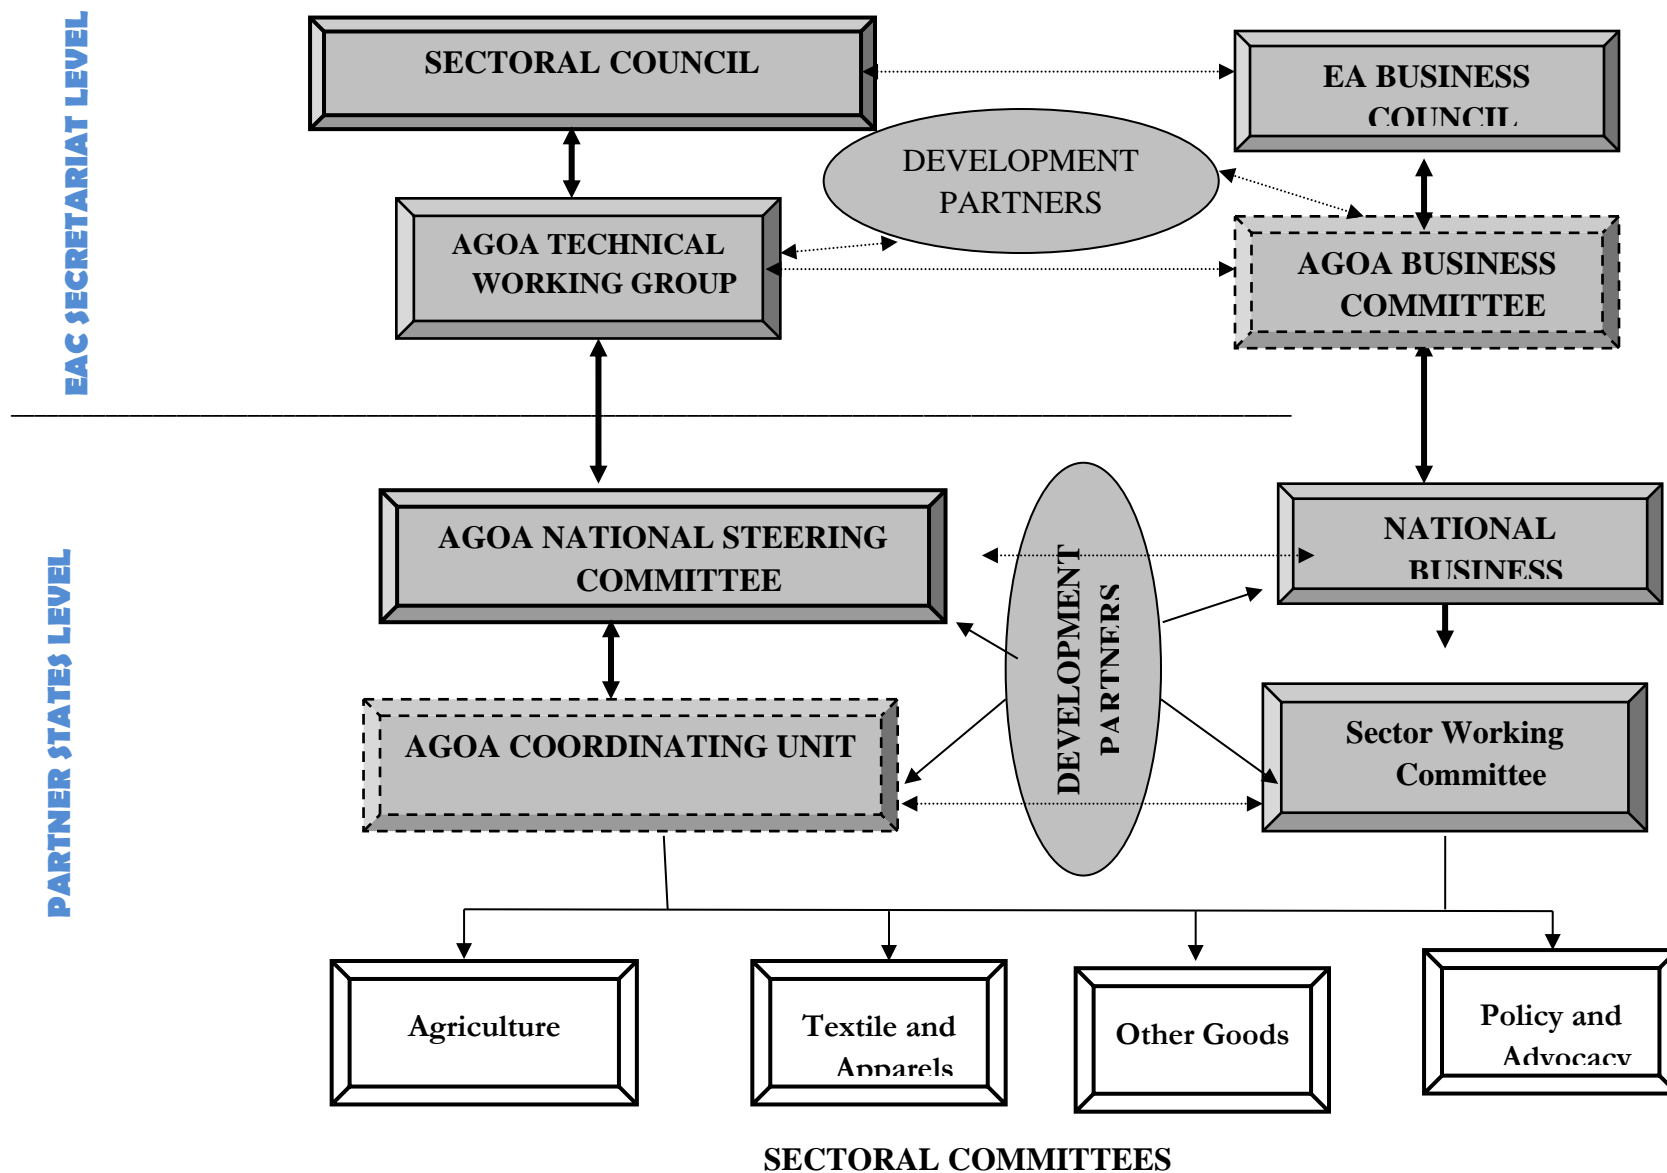 EAC SECRETARIAT LEVEL
SECTORAL COUNCIL
EA BUSINESS
COUNCIL
DEVELOPMENT
PARTNERS
AGOA TECHNICAL
WORKING GROUP
AGOA BUSINESS
COMMITTEE
PARTNER STATES LEVEL
AGOA NATIONAL STEERING
COMMITTEE
DEVELOPMENT
PARTNERS
NATIONAL
BUSINESS
AGOA COORDINATING UNIT
Sector Working
Committee
Agriculture
Textile and
Apparels
Other Goods
Policy and
Advocacy
SECTORAL COMMITTEES